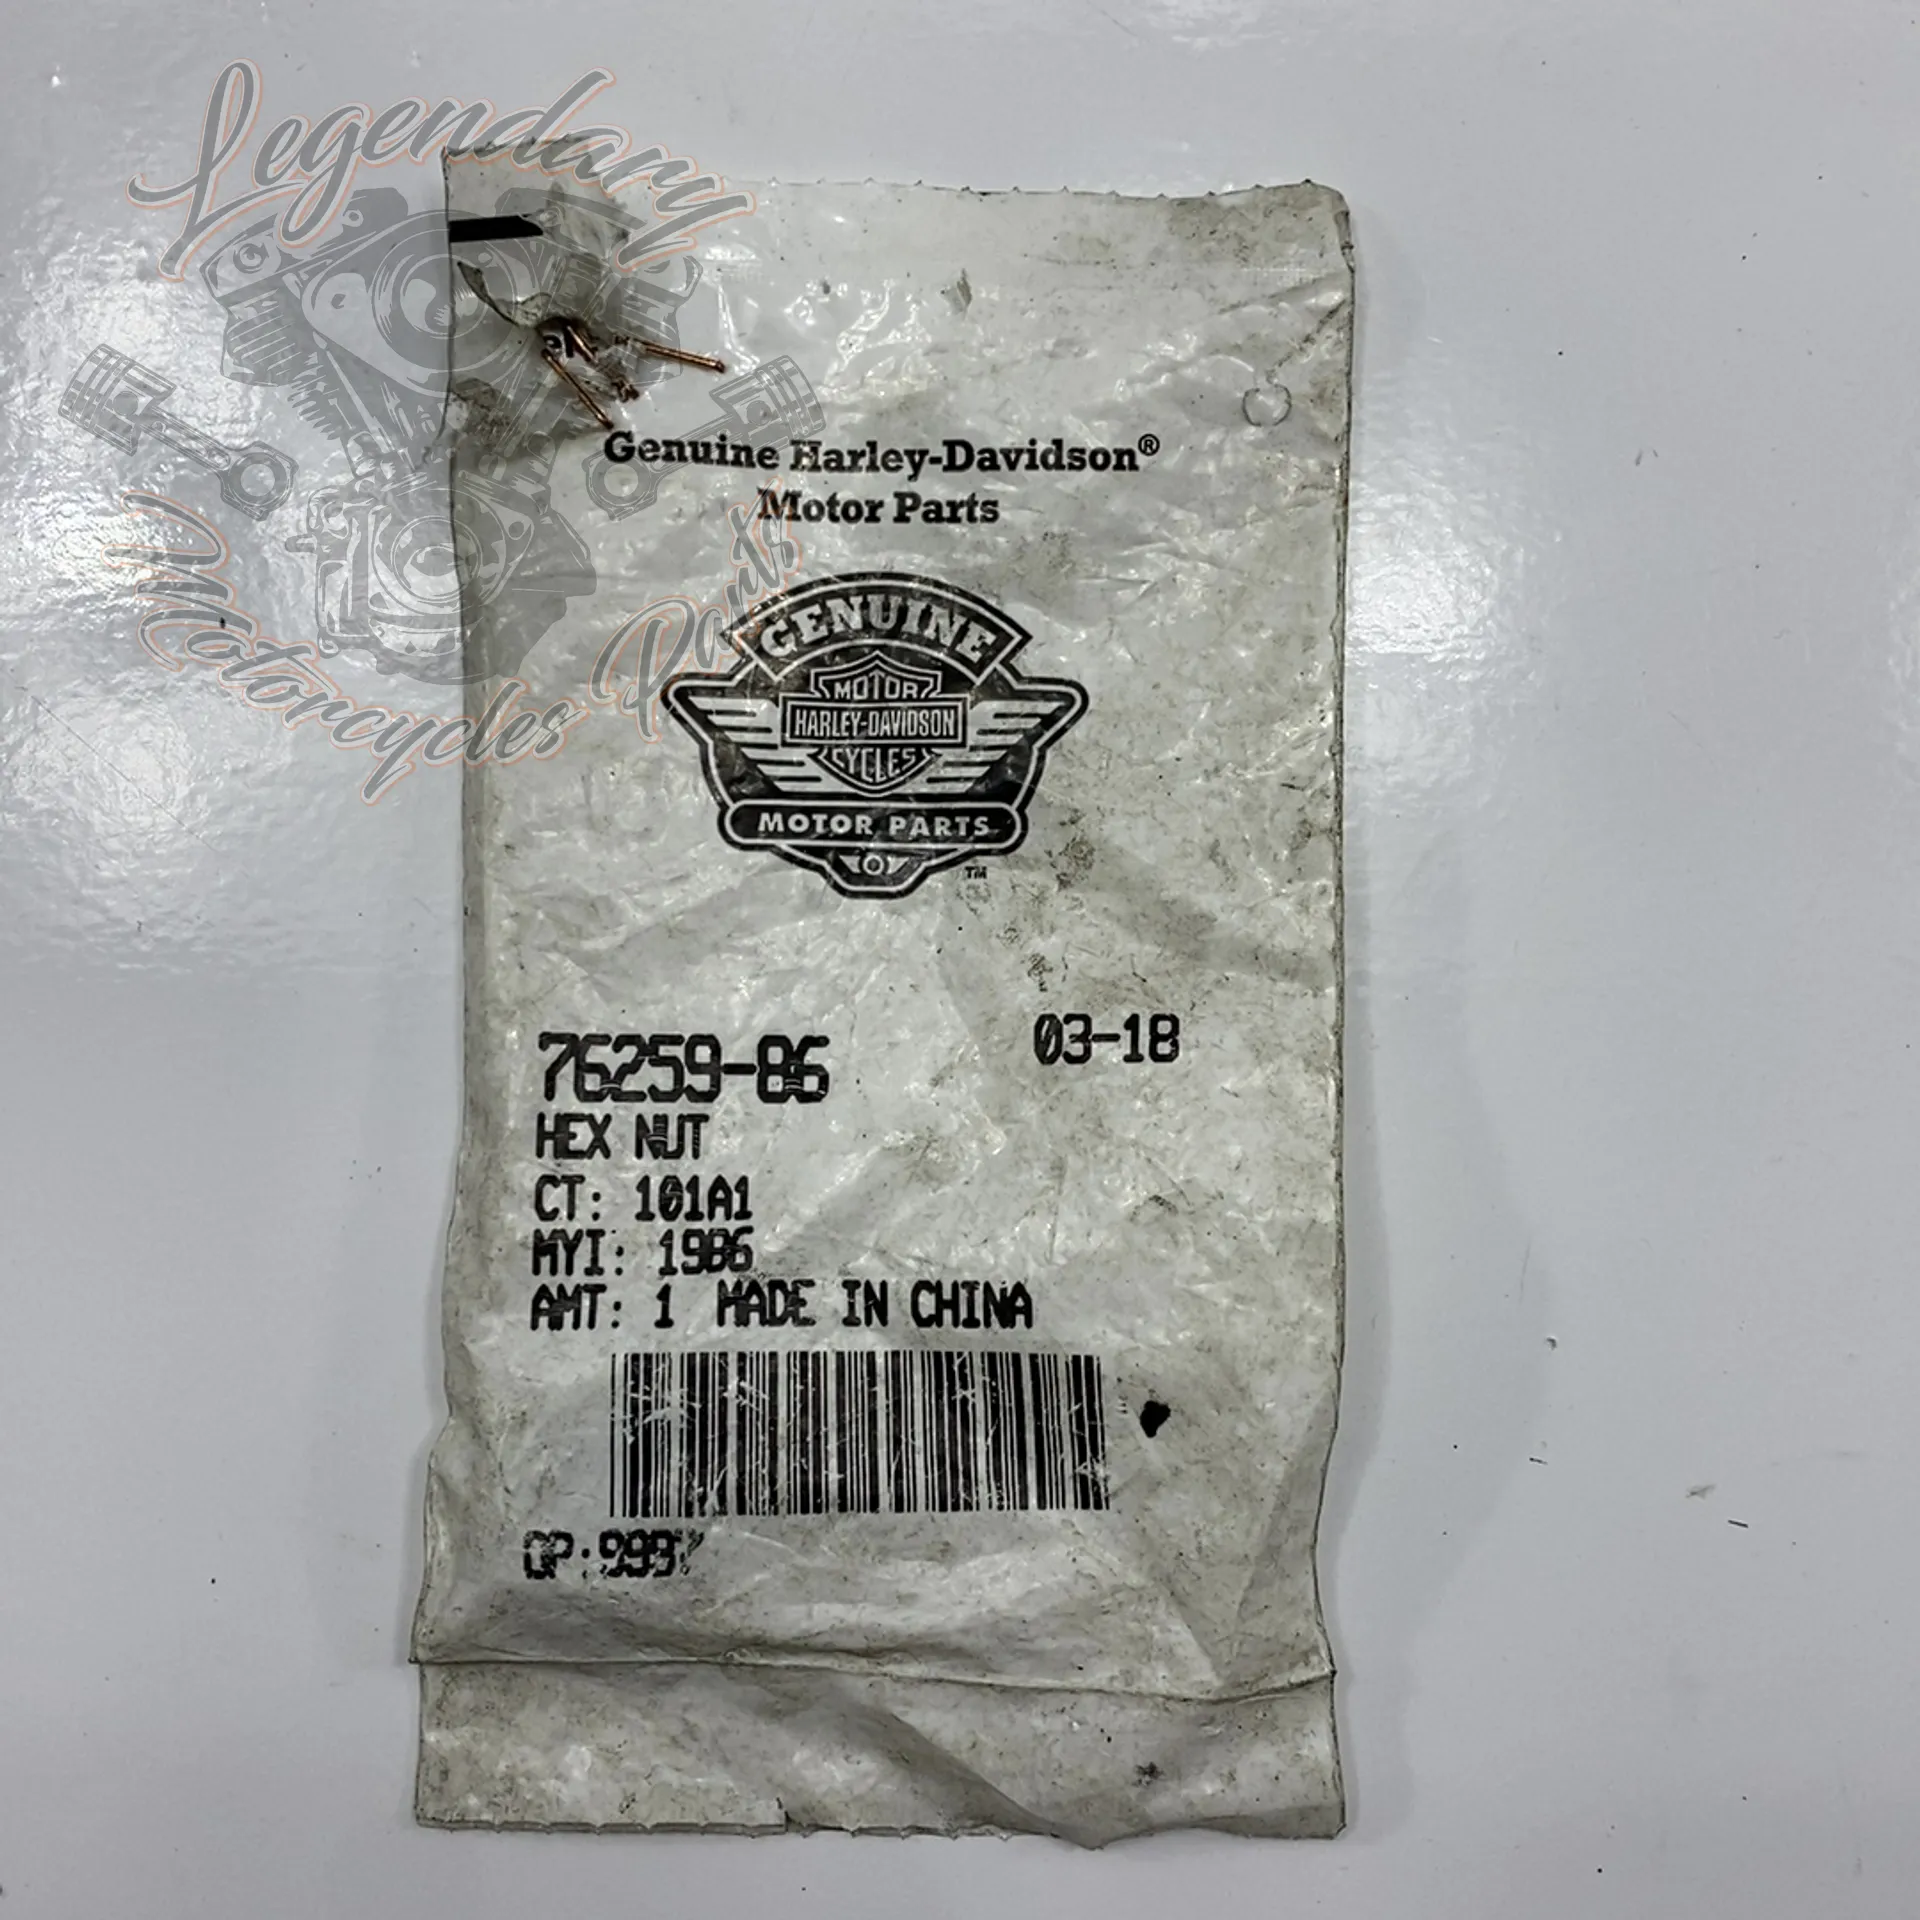 Legendary
Motorcycles Parts
Genuine Harley-Davidson®
Motor Parts
GENUINE
MOTOR
HARLEY-DAVIDSON
CYCLES
MOTOR PARTS
TM
76259-86
03-18
HEX NUT
CT: 101A1
MYI: 1986
AMT: 1 MADE IN CHINA